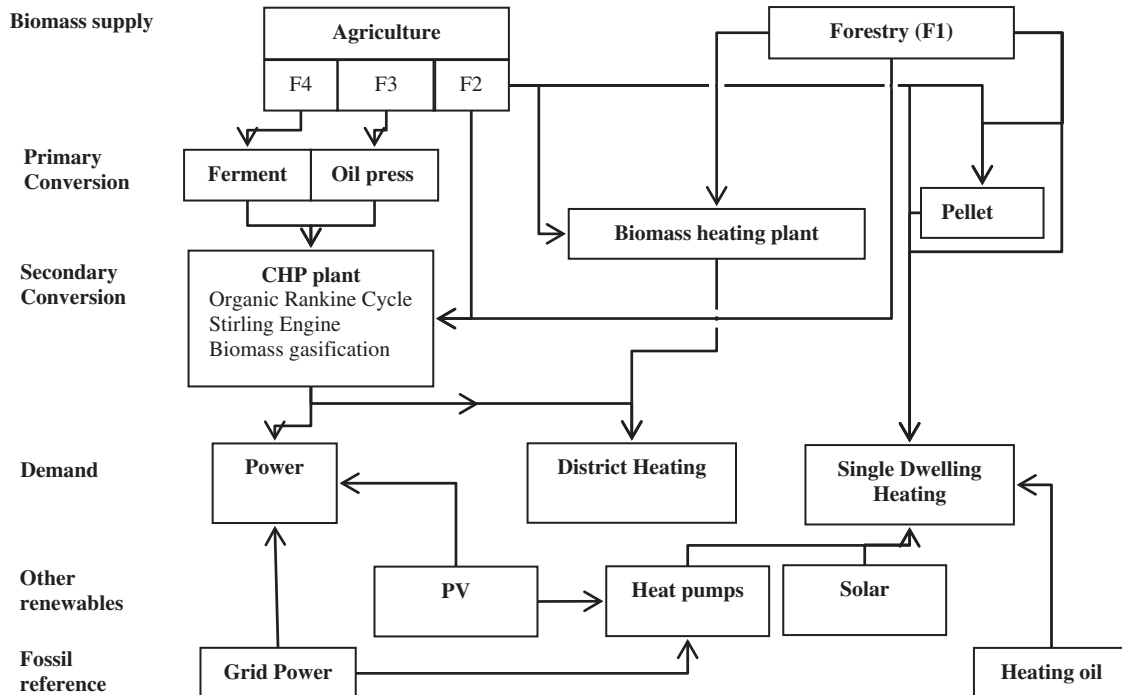 Biomass supply
Agriculture
Forestry (F1)
F4
F3
F2
Primary
Conversion
Ferment
Oil press
Pellet
Biomass heating plant
Secondary
Conversion
CHP plant
Organic Rankine Cycle
Stirling Engine
Biomass gasification
Demand
Power
District Heating
Single Dwelling
Heating
Other
renewables
PV
Heat pumps
Solar
Fossil
reference
Grid Power
Heating oil